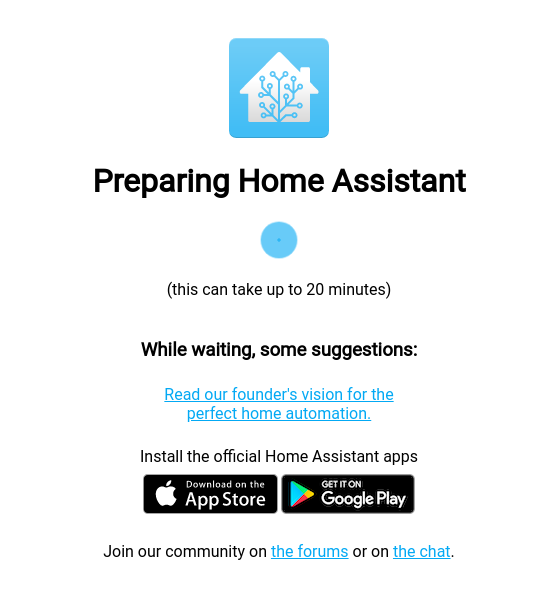 Preparing Home Assistant
(this can take up to 20 minutes)
While waiting, some suggestions:
Read our founder's vision for the
perfect home automation.
Install the official Home Assistant apps
Download on the
App Store
GET IT ON
Google Play
Join our community on the forums or on the chat.